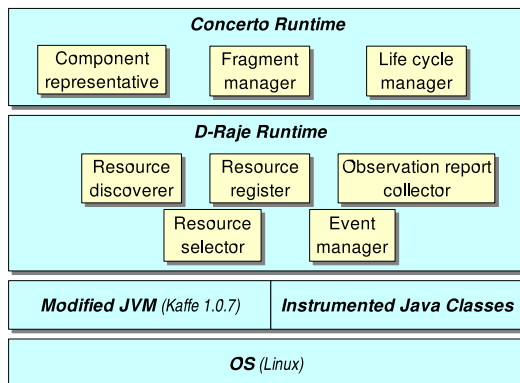 Concerto Runtime
Component
representative
Fragment
manager
Life cycle
manager
D-Raje Runtime
Resource
discoverer
Resource
register
Observation report
collector
Resource
selector
Event
manager
Modified JVM (Kaffe 1.0.7)
Instrumented Java Classes
OS (Linux)